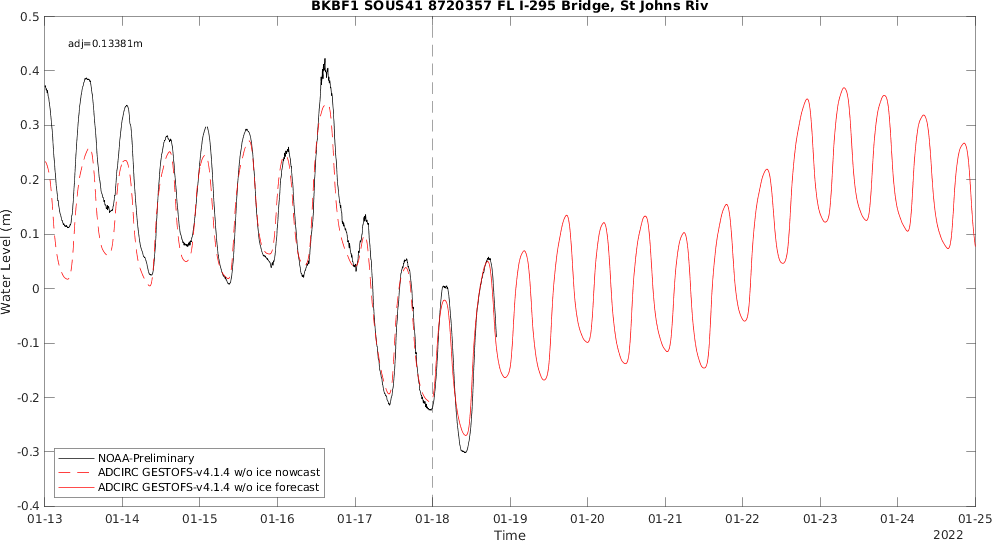 BKBF1 SOUS41 8720357 FL I-295 Bridge, St Johns Riv
adj=0.13381m
0.5
0.4
0.3
0.2
0.1
0
-0.1
-0.2
-0.3
-0.4
Water Level (m)
NOAA-Preliminary
ADCIRC GESTOFS-v4.1.4 w/o ice nowcast
ADCIRC GESTOFS-v4.1.4 w/o ice forecast
01-13 01-14 01-15 01-16 01-17 01-18 01-19 01-20 01-21 01-22 01-23 01-24 01-25
Time
2022